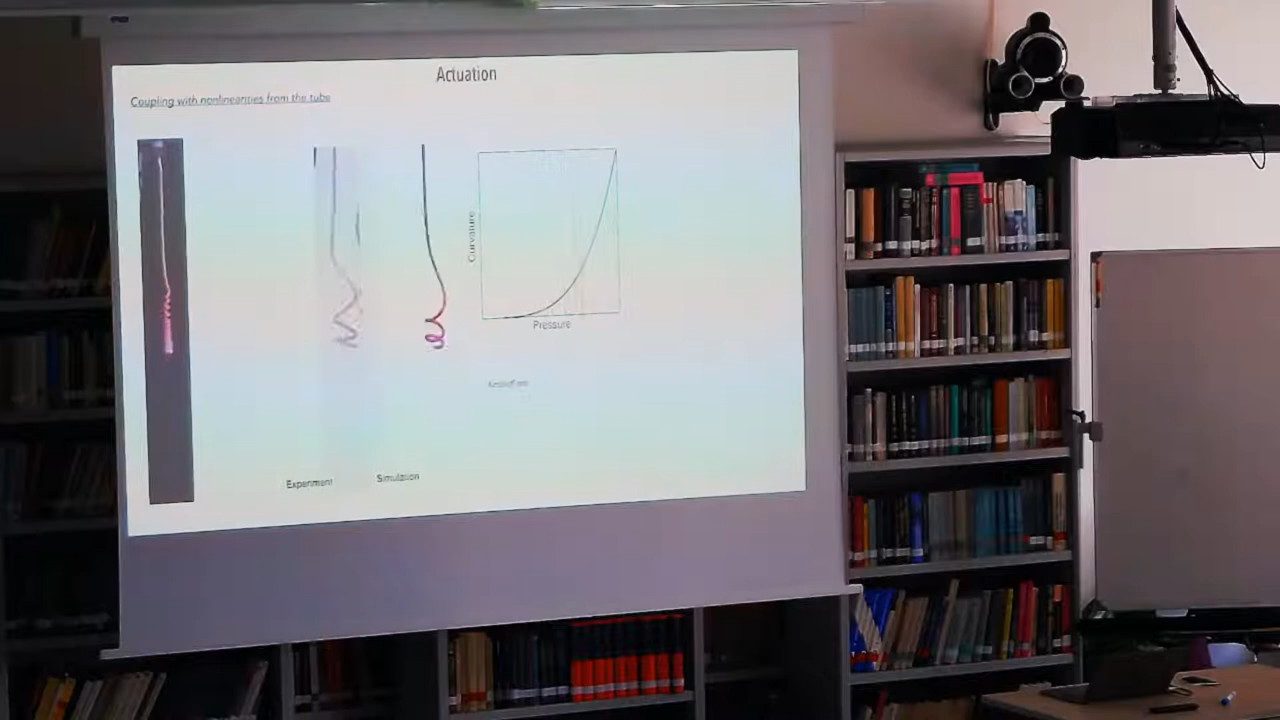 Actuation
Coupling with nonlinearities from the tube
Curvature
Pressure
Experiment
Simulation